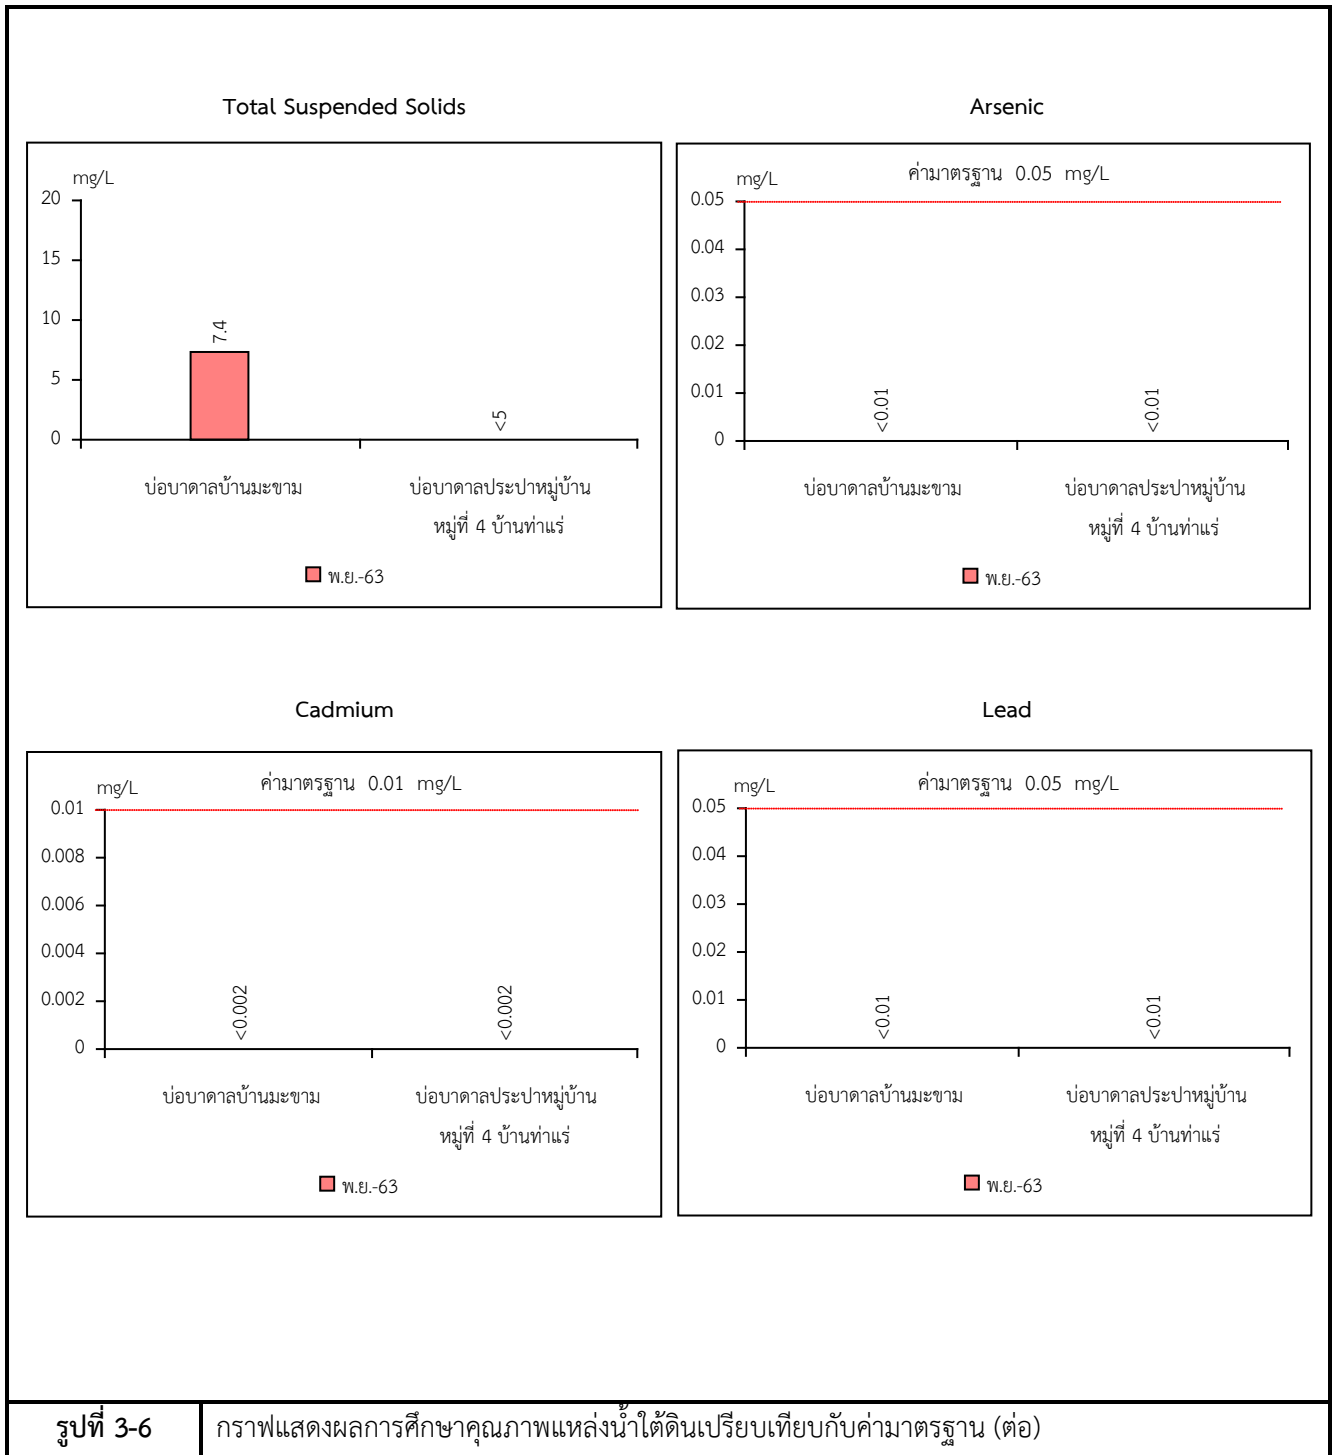 Total Suspended Solids
mg/L
20
15
10
5
0
7.4
<5
บ่อบาดาลบ้านมะขาม
บ่อบาดาลประปาหมู่บ้าน
หมู่ที่ 4 บ้านท่าแร่
พ.ย.-63
Arsenic
ค่ามาตรฐาน 0.05 mg/L
mg/L
0.05
0.04
0.03
0.02
0.01
0
<0.01
<0.01
บ่อบาดาลบ้านมะขาม
บ่อบาดาลประปาหมู่บ้าน
หมู่ที่ 4 บ้านท่าแร่
พ.ย.-63
Cadmium
ค่ามาตรฐาน 0.01 mg/L
mg/L
0.01
0.008
0.006
0.004
0.002
0
<0.002
<0.002
บ่อบาดาลบ้านมะขาม
บ่อบาดาลประปาหมู่บ้าน
หมู่ที่ 4 บ้านท่าแร่
พ.ย.-63
Lead
ค่ามาตรฐาน 0.05 mg/L
mg/L
0.05
0.04
0.03
0.02
0.01
0
<0.01
<0.01
บ่อบาดาลบ้านมะขาม
บ่อบาดาลประปาหมู่บ้าน
หมู่ที่ 4 บ้านท่าแร่
พ.ย.-63
รูปที่ 3-6 กราฟแสดงผลการศึกษาคุณภาพแหล่งน้ำใต้ดินเปรียบเทียบกับค่ามาตรฐาน (ต่อ)